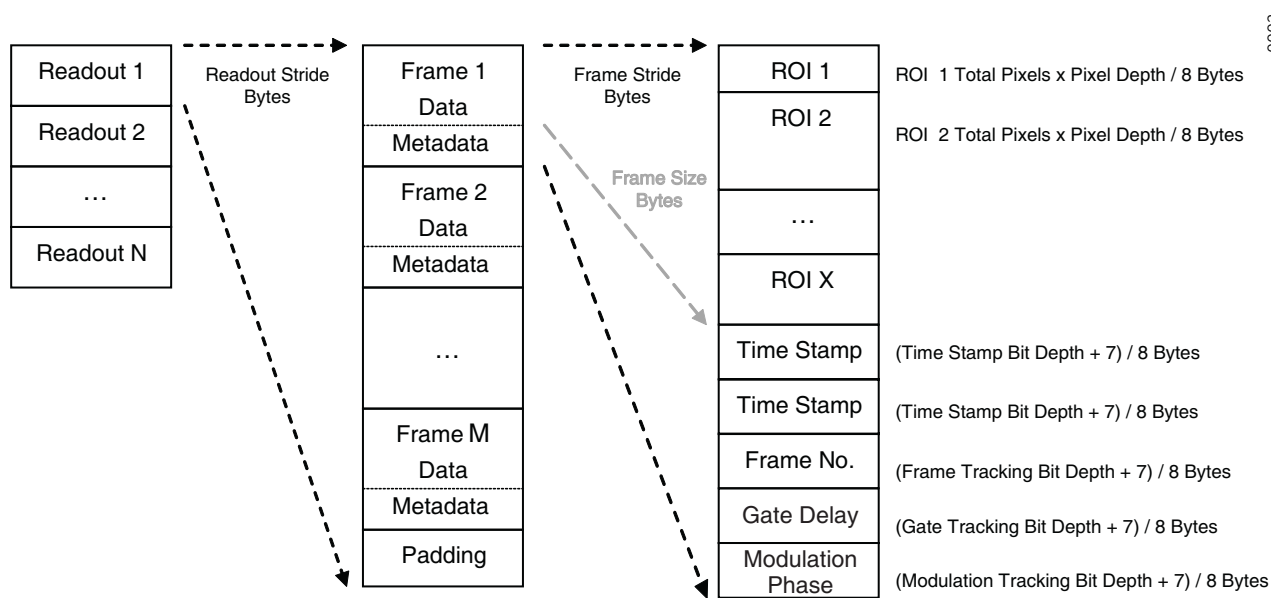 Readout 1
Readout 2
...
Readout N
Readout Stride
Bytes
Frame 1
Data
Metadata
Frame 2
Data
Metadata
...
Frame M
Data
Metadata
Padding
Frame Stride
Bytes
Frame Size
Bytes
ROI 1
ROI 2
...
ROI X
Time Stamp
Time Stamp
Frame No.
Gate Delay
Modulation
Phase
ROI 1 Total Pixels x Pixel Depth / 8 Bytes
ROI 2 Total Pixels x Pixel Depth / 8 Bytes
(Time Stamp Bit Depth + 7) / 8 Bytes
(Time Stamp Bit Depth + 7) / 8 Bytes
(Frame Tracking Bit Depth + 7) / 8 Bytes
(Gate Tracking Bit Depth + 7) / 8 Bytes
(Modulation Tracking Bit Depth + 7) / 8 Bytes